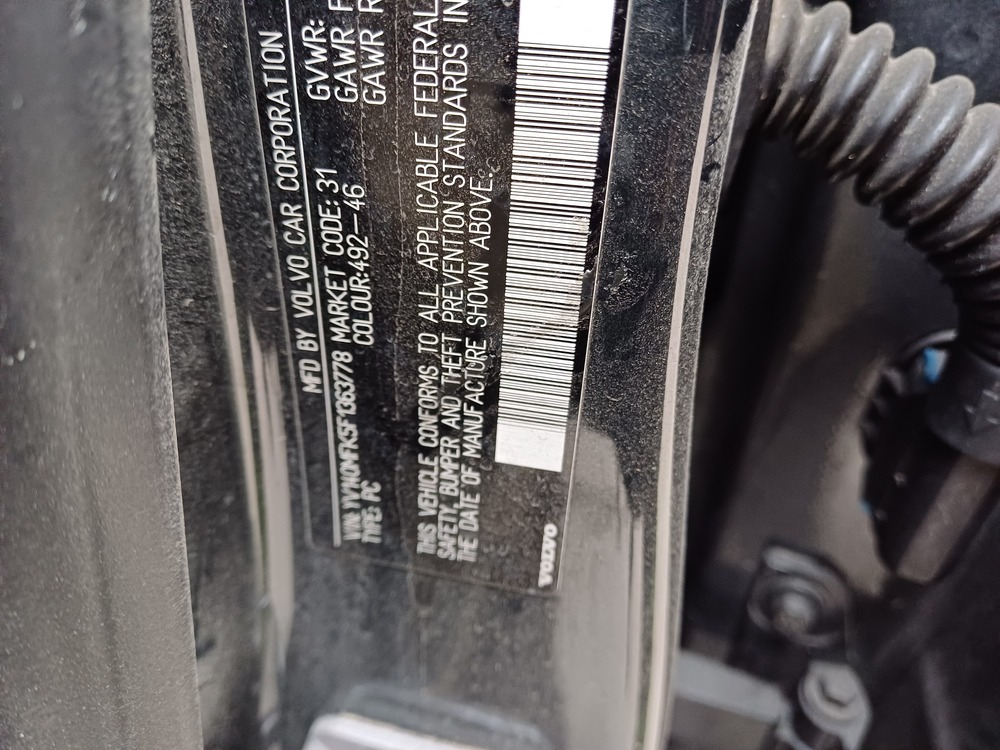 MFD BY VOLVO CAR CORPORATION
VIN: YV140MFK5F1363778 MARKET CODE: 31
TYPE: PC COLOUR:492—46
GVWR:
GAWR F
GAWR R
THIS VEHICLE CONFORMS TO ALL APPLICABLE FEDERAL
SAFETY, BUMPER AND THEFT PREVENTION STANDARDS IN
THE DATE OF MANUFACTURE SHOWN ABOVE.
VOLVO